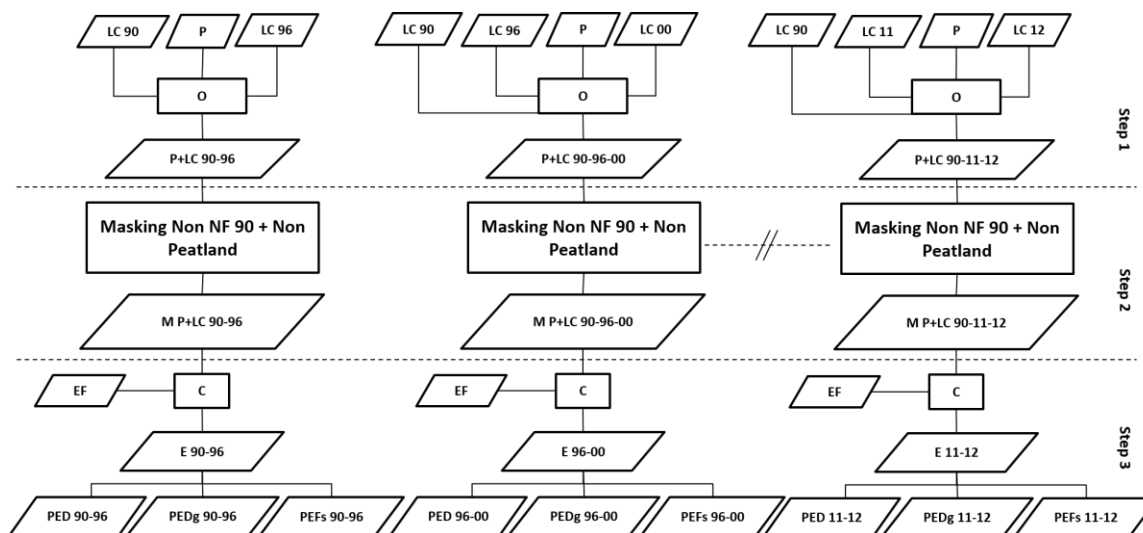 LC 90
P
LC 96
LC 90
LC 96
P
LC 00
LC 90
LC 11
P
LC 12
O
O
O
Step 1
P+LC 90-96
P+LC 90-96-00
P+LC 90-11-12
Masking Non NF 90 + Non
Peatland
Masking Non NF 90 + Non
Peatland
Masking Non NF 90 + Non
Peatland
Step 2
M P+LC 90-96
M P+LC 90-96-00
M P+LC 90-11-12
EF
C
EF
C
EF
C
Step 3
E 90-96
E 96-00
E 11-12
PED 90-96
PEDg 90-96
PEFs 90-96
PED 96-00
PEDg 96-00
PEFs 96-00
PED 11-12
PEDg 11-12
PEFs 11-12